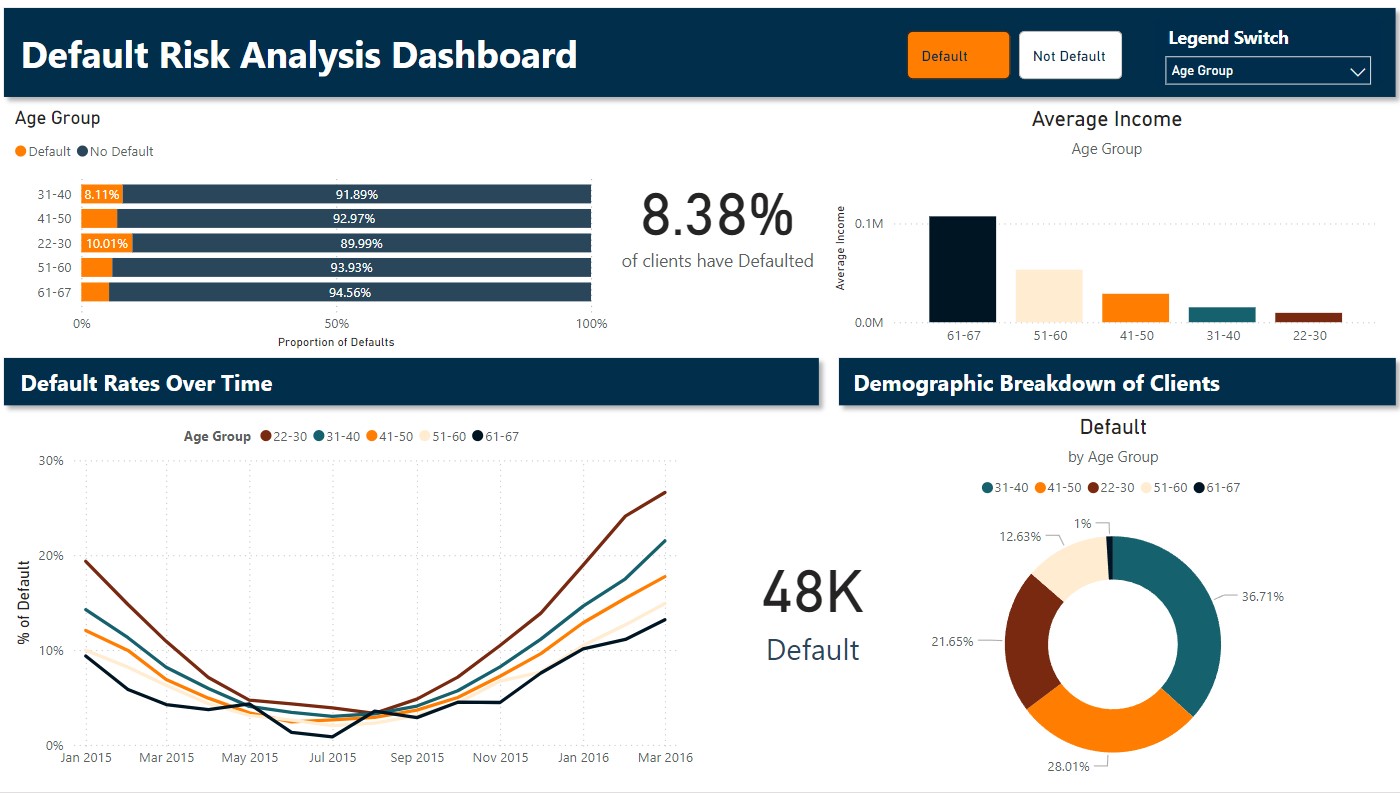 Default Risk Analysis Dashboard
Default
Not Default
Legend Switch
Age Group
Age Group
Default No Default
31-40 8.11% 91.89%
41-50 92.97%
22-30 10.01% 89.99%
51-60 93.93%
61-67 94.56%
0% 50% 100%
Proportion of Defaults
8.38%
of clients have Defaulted
Average Income
Age Group
Average Income
0.1M
0.0M
61-67 51-60 41-50 31-40 22-30
Default Rates Over Time
Age Group 22-30 31-40 41-50 51-60 61-67
% of Default
30%
20%
10%
0%
Jan 2015 Mar 2015 May 2015 Jul 2015 Sep 2015 Nov 2015 Jan 2016 Mar 2016
48K
Default
Demographic Breakdown of Clients
Default
by Age Group
31-40 41-50 22-30 51-60 61-67
1%
12.63%
36.71%
21.65%
28.01%